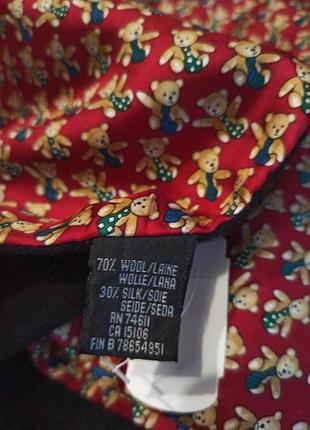 70% WOOL/LAINE
WOLLE/LANA
30% SILK/SOIE
SEIDE/SEDA
RN 74611
CA 15106
FIN B 78654951